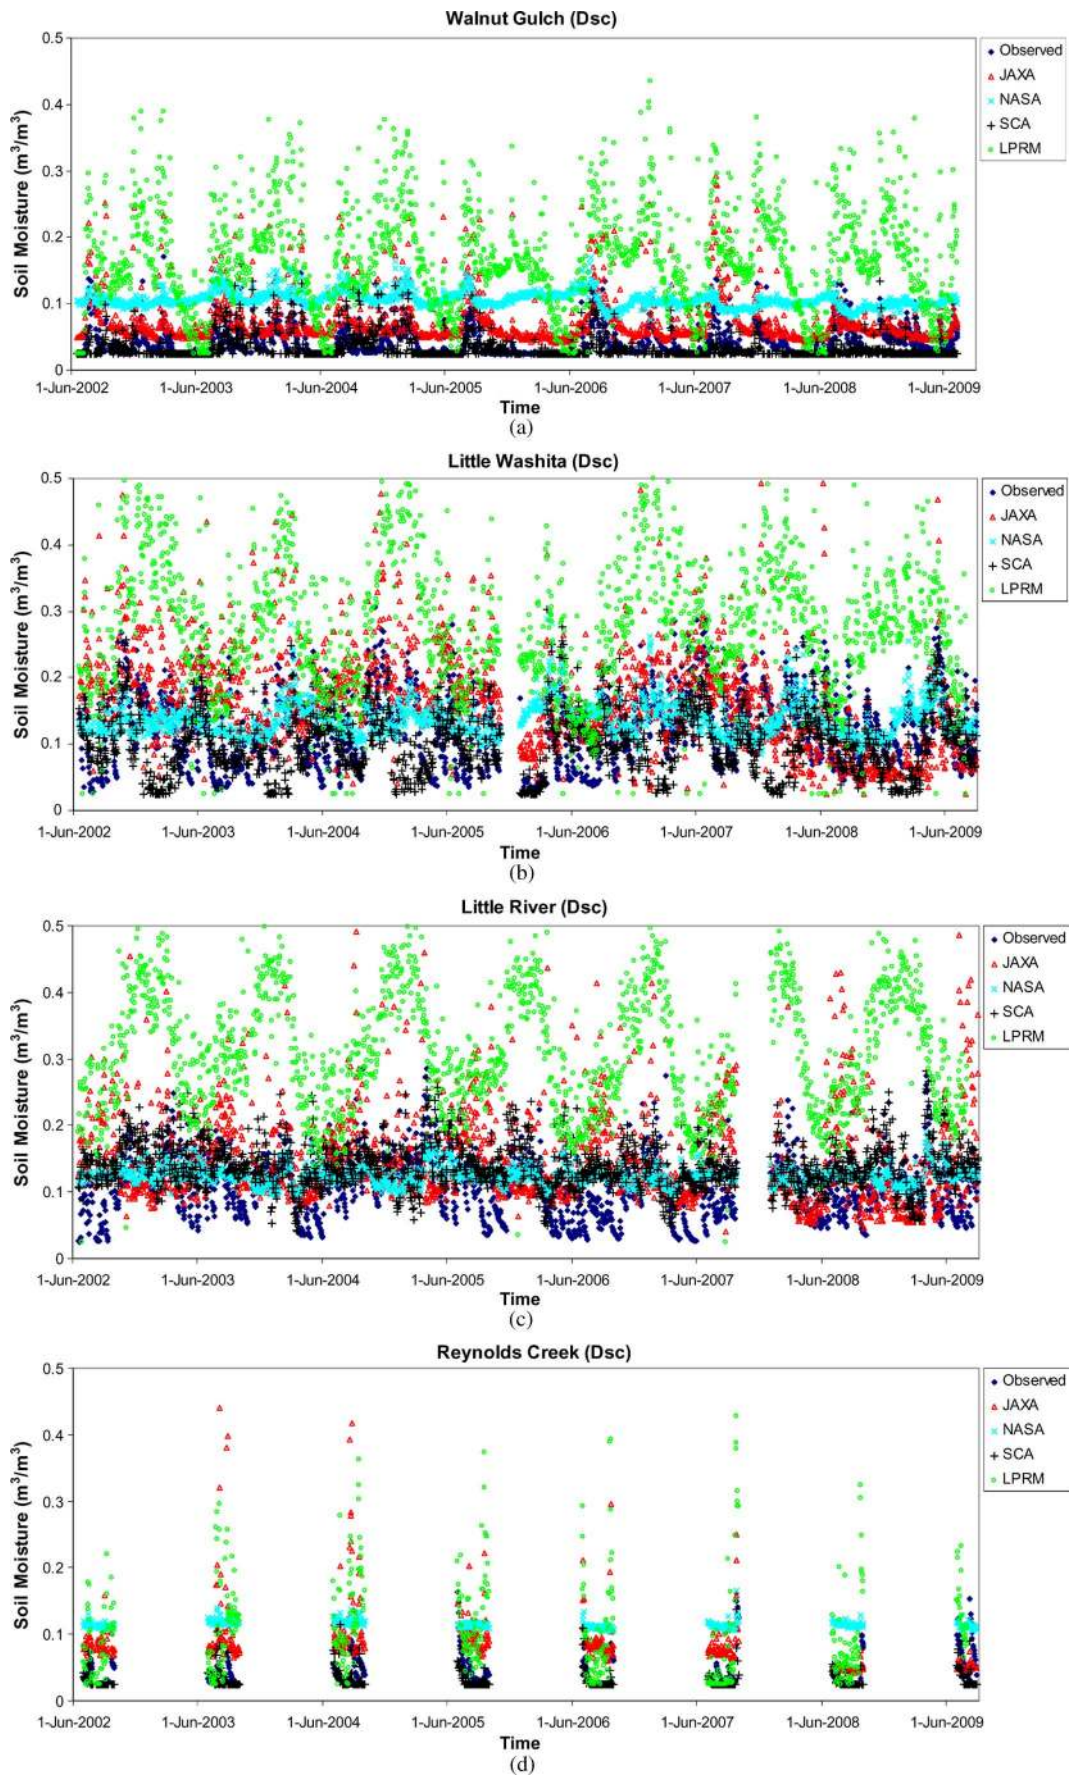 Walnut Gulch (Dsc)
Soil Moisture (m³/m³)
0.5
0.4
0.3
0.2
0.1
0
1-Jun-2002 1-Jun-2003 1-Jun-2004 1-Jun-2005 1-Jun-2006 1-Jun-2007 1-Jun-2008 1-Jun-2009
Time
Observed
JAXA
NASA
SCA
LPRM
(a)
Little Washita (Dsc)
Soil Moisture (m³/m³)
0.5
0.4
0.3
0.2
0.1
0
1-Jun-2002 1-Jun-2003 1-Jun-2004 1-Jun-2005 1-Jun-2006 1-Jun-2007 1-Jun-2008 1-Jun-2009
Time
Observed
JAXA
NASA
SCA
LPRM
(b)
Little River (Dsc)
Soil Moisture (m³/m³)
0.5
0.4
0.3
0.2
0.1
0
1-Jun-2002 1-Jun-2003 1-Jun-2004 1-Jun-2005 1-Jun-2006 1-Jun-2007 1-Jun-2008 1-Jun-2009
Time
Observed
JAXA
NASA
SCA
LPRM
(c)
Reynolds Creek (Dsc)
Soil Moisture (m³/m³)
0.5
0.4
0.3
0.2
0.1
0
1-Jun-2002 1-Jun-2003 1-Jun-2004 1-Jun-2005 1-Jun-2006 1-Jun-2007 1-Jun-2008 1-Jun-2009
Time
Observed
JAXA
NASA
SCA
LPRM
(d)